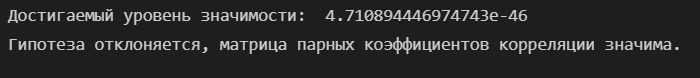 Достигаемый уровень значимости:  4.710894446974743e-46
Гипотеза отклоняется, матрица парных коэффициентов корреляции значима.